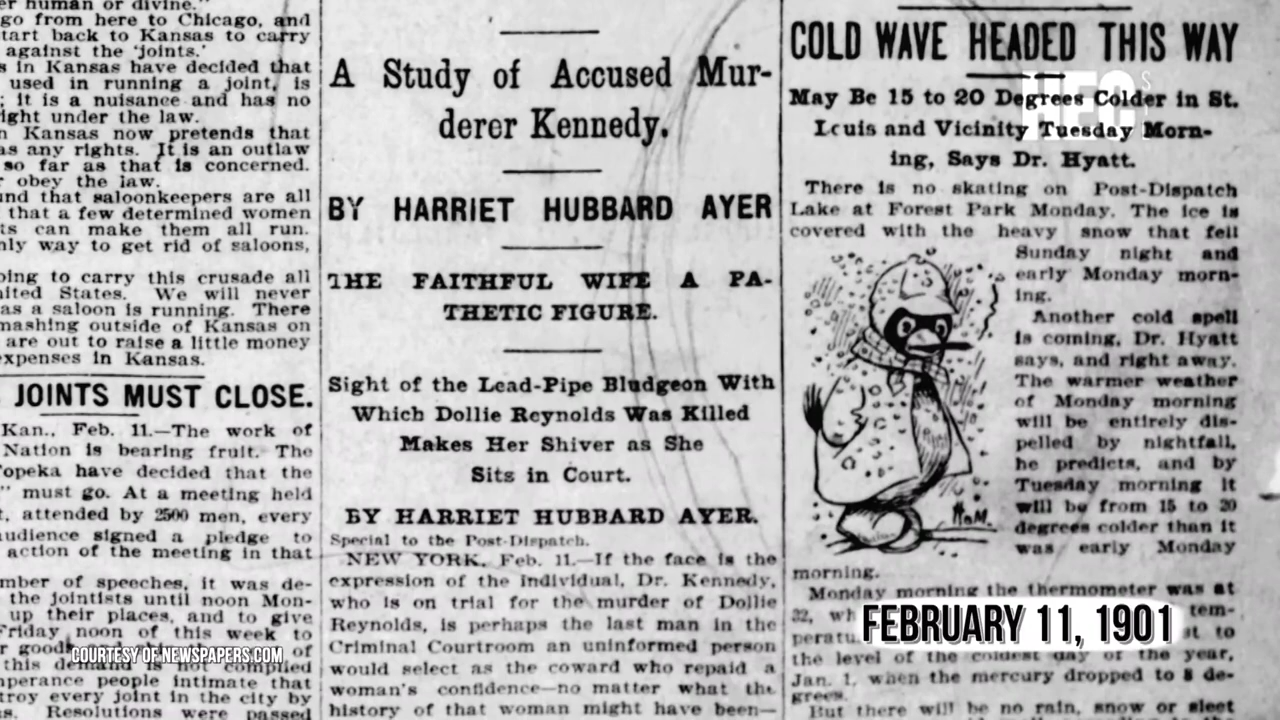 er human or divine."
go from here to Chicago, and
tart back to Kansas to carry
against the 'joints.'
s in Kansas have decided that
used in running a joint, is
; it is a nuisance and has no
ight under the law.
n Kansas now pretends that
as any rights. It is an outlaw
so far as that is concerned.
r obey the law.
und that saloonkeepers are all
that a few determined women
ts can make them all run.
nly way to get rid of saloons,
oing to carry this crusade all
nited States. We will never
as a saloon is running. There
mashing outside of Kansas on
are out to raise a little money
expenses in Kansas.
JOINTS MUST CLOSE.
Kan., Feb. 11.—The work of
Nation is bearing fruit. The
opeka have decided that the
" must go. At a meeting held
t, attended by 2500 men, every
udience signed a pledge to
action of the meeting in that
mber of speeches, it was de-
the jointists until noon Mon-
up their places, and to give
Friday noon of this week to
r good of
this demand is not complied
mperance people intimate that
troy every joint in the city by
s. Resolutions were passed
COURTESY OF NEWSPAPERS.COM
A Study of Accused Mur-
derer Kennedy.
BY HARRIET HUBBARD AYER
THE FAITHFUL WIFE A PA-
THETIC FIGURE.
Sight of the Lead-Pipe Bludgeon With
Which Dollie Reynolds Was Killed
Makes Her Shiver as She
Sits in Court.
BY HARRIET HUBBARD AYER.
Special to the Post-Dispatch.
NEW YORK, Feb. 11.—If the face is the
expression of the individual, Dr. Kennedy,
who is on trial for the murder of Dollie
Reynolds, is perhaps the last man in the
Criminal Courtroom an uninformed person
would select as the coward who repaid a
woman's confidence—no matter what the
history of that woman might have been—
COLD WAVE HEADED THIS WAY
HFC
May Be 15 to 20 Degrees Colder in St.
Louis and Vicinity Tuesday Morn-
ing, Says Dr. Hyatt.
There is no skating on Post-Dispatch
Lake at Forest Park Monday. The ice is
covered with the heavy snow that fell
Sunday night and
early Monday morn-
ing.
Another cold spell
is coming, Dr. Hyatt
says, and right away.
The warmer weather
of Monday morning
will be entirely dis-
pelled by nightfall,
he predicts, and by
Tuesday morning it
will be from 15 to 20
degrees colder than it
was early Monday
morning.
Monday morning the thermometer was at
32, wh tem-
peratu t to
the level of the coldest day of the year,
Jan. 1, when the mercury dropped to 8 de-
grees.
But there will be no rain, snow or sleet
FEBRUARY 11, 1901